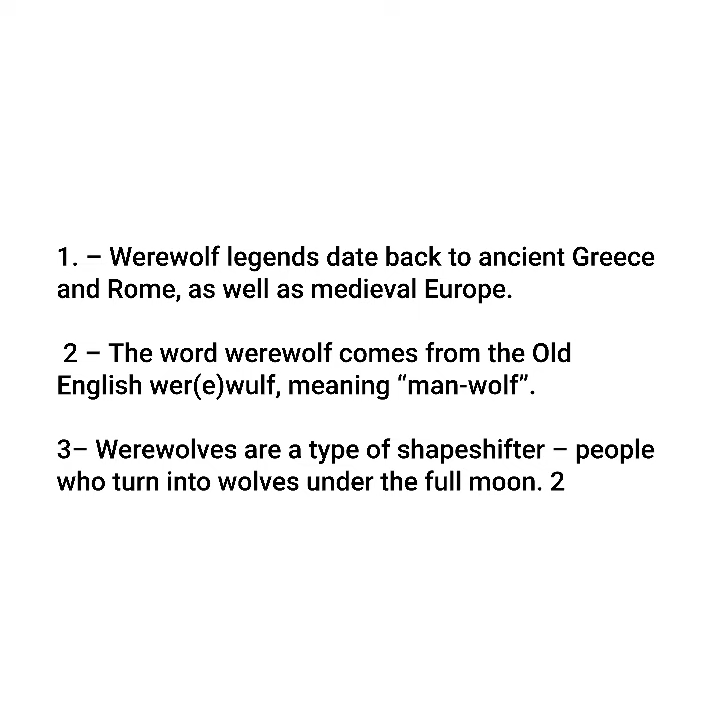 1. – Werewolf legends date back to ancient Greece
and Rome, as well as medieval Europe.
2 – The word werewolf comes from the Old
English wer(e)wulf, meaning “man-wolf”.
3– Werewolves are a type of shapeshifter – people
who turn into wolves under the full moon. 2